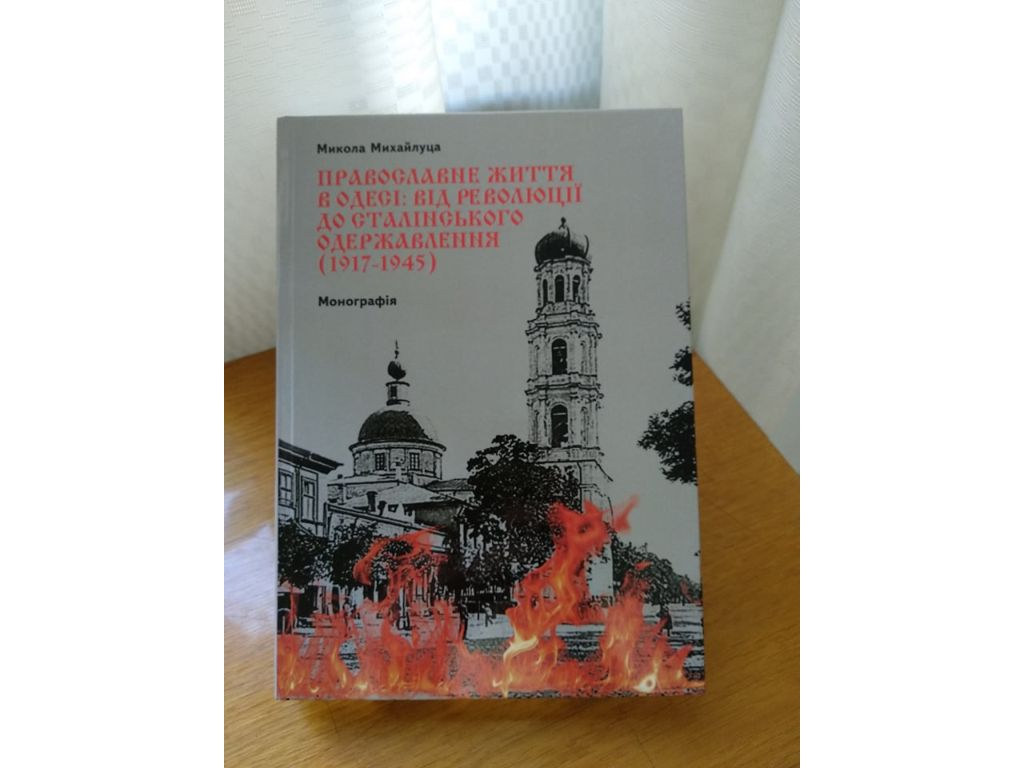 Микола Михайлуца
ПРАВОСЛАВНЕ ЖИТТЯ
В ОДЕСІ: ВІД РЕВОЛЮЦІЇ
ДО СТАЛІНСЬКОГО
ОДЕРЖАВЛЕННЯ
(1917-1945)
Монографія